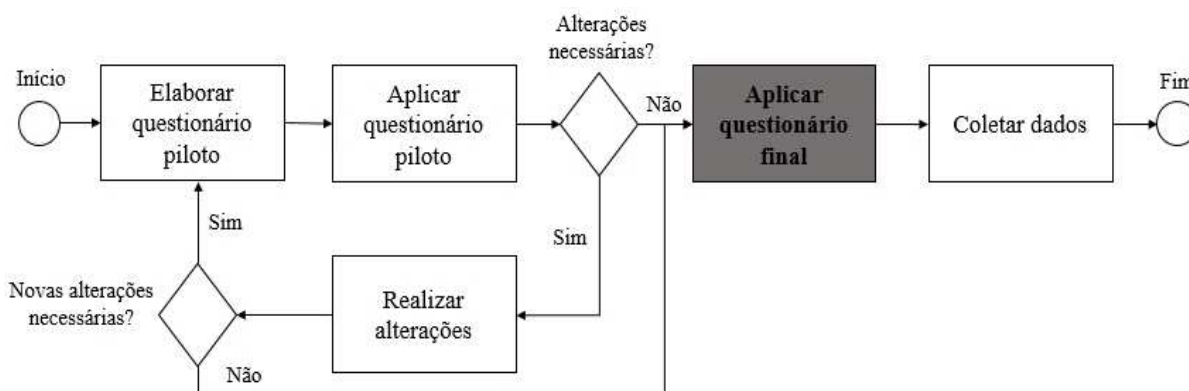 Início
Elaborar
questionário
piloto
Aplicar
questionário
piloto
Alterações
necessárias?
Não
Aplicar
questionário
final
Coletar dados
Fim
Sim
Sim
Novas alterações
necessárias?
Realizar
alterações
Não